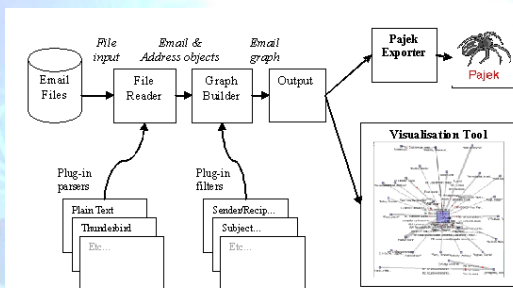 File
input
Email &
Address objects
Email
graph
Pajek
Exporter
Pajek
Email
Files
File
Reader
Graph
Builder
Output
Visualisation Tool
Plug-in
parsers
Plug-in
filters
Plain Text
Thunderbird
Etc...
Sender/Recip...
Subject...
Etc...